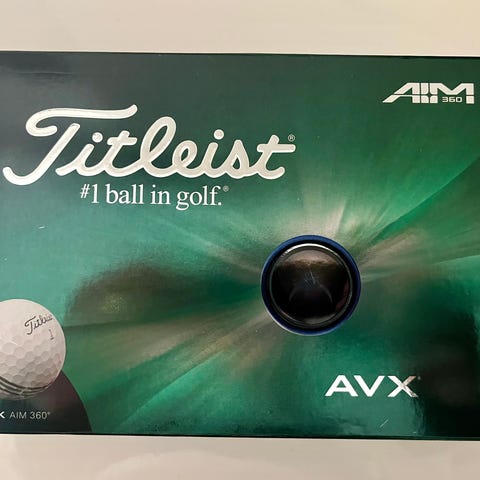 AIM
360
Titleist®
#1 ball in golf.®
Titleist
1
AVX®
K AIM 360°